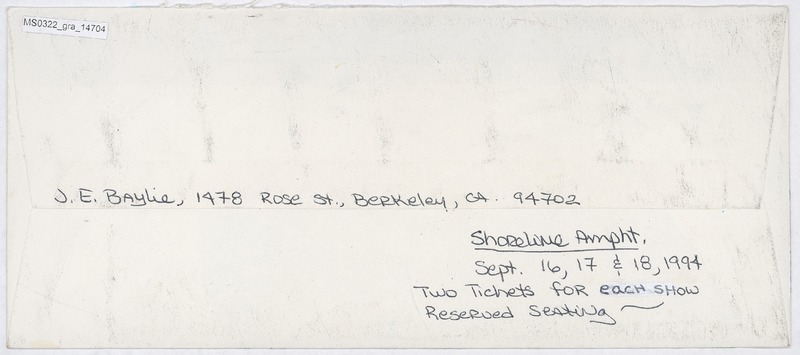 MS0322_gra_14704
J. E. Baylie, 1478 Rose St., Berkeley, CA. 94702
Shoreline Ampht.
Sept. 16, 17 & 18, 1994
Two Tickets for each show
Reserved Seating ~